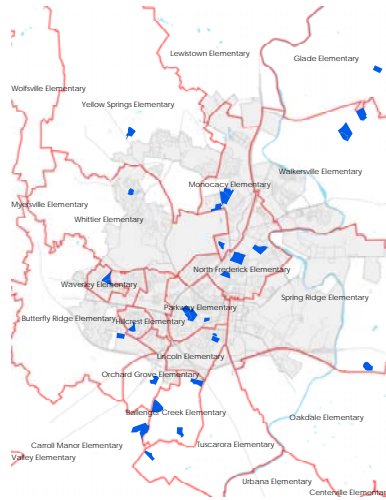 Lewistown Elementary
Glade Elementary
Wolfsville Elementary
Yellow Springs Elementary
Walkersville Elementary
Monocacy Elementary
Myersville Elementary
Whittier Elementary
North Frederick Elementary
Waverley Elementary
Spring Ridge Elementary
Parkway Elementary
Butterfly Ridge Elementary
Hillcrest Elementary
Lincoln Elementary
Orchard Grove Elementary
Ballenger Creek Elementary
Oakdale Elementary
Carroll Manor Elementary
Tuscarora Elementary
Valley Elementary
Urbana Elementary
Centerville Elementar